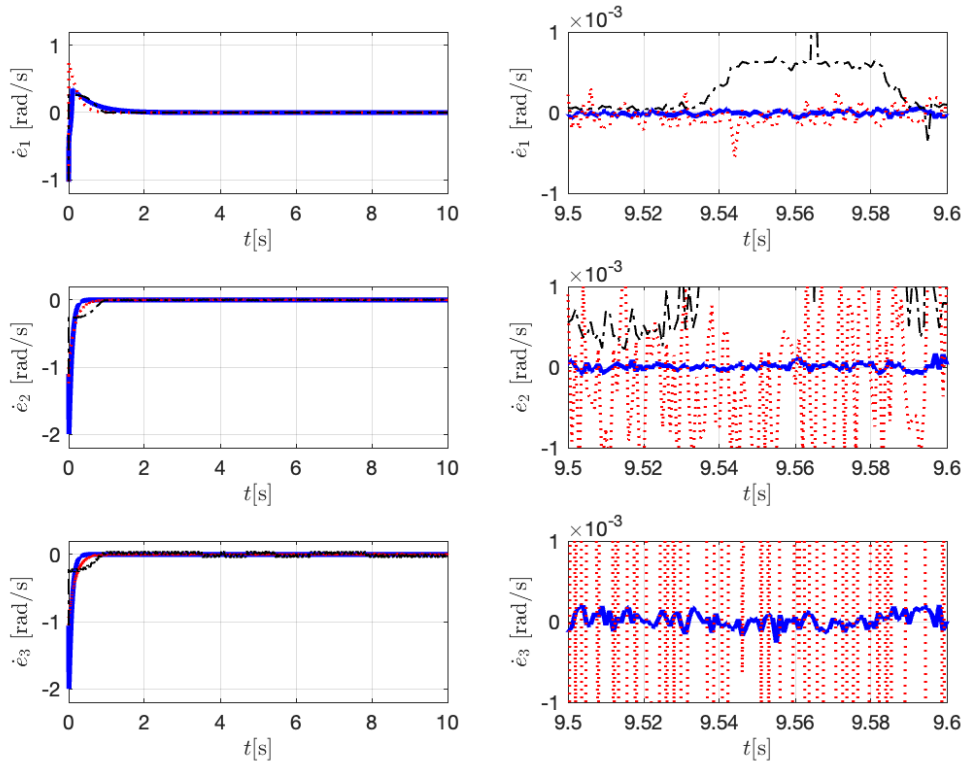 1
0
-1
ė₁ [rad/s]
0 2 4 6 8 10
t[s]
×10⁻³
1
0
-1
ė₁ [rad/s]
9.5 9.52 9.54 9.56 9.58 9.6
t[s]
0
-1
-2
ė₂ [rad/s]
0 2 4 6 8 10
t[s]
×10⁻³
1
0
-1
ė₂ [rad/s]
9.5 9.52 9.54 9.56 9.58 9.6
t[s]
0
-1
-2
ė₃ [rad/s]
0 2 4 6 8 10
t[s]
×10⁻³
1
0
-1
ė₃ [rad/s]
9.5 9.52 9.54 9.56 9.58 9.6
t[s]